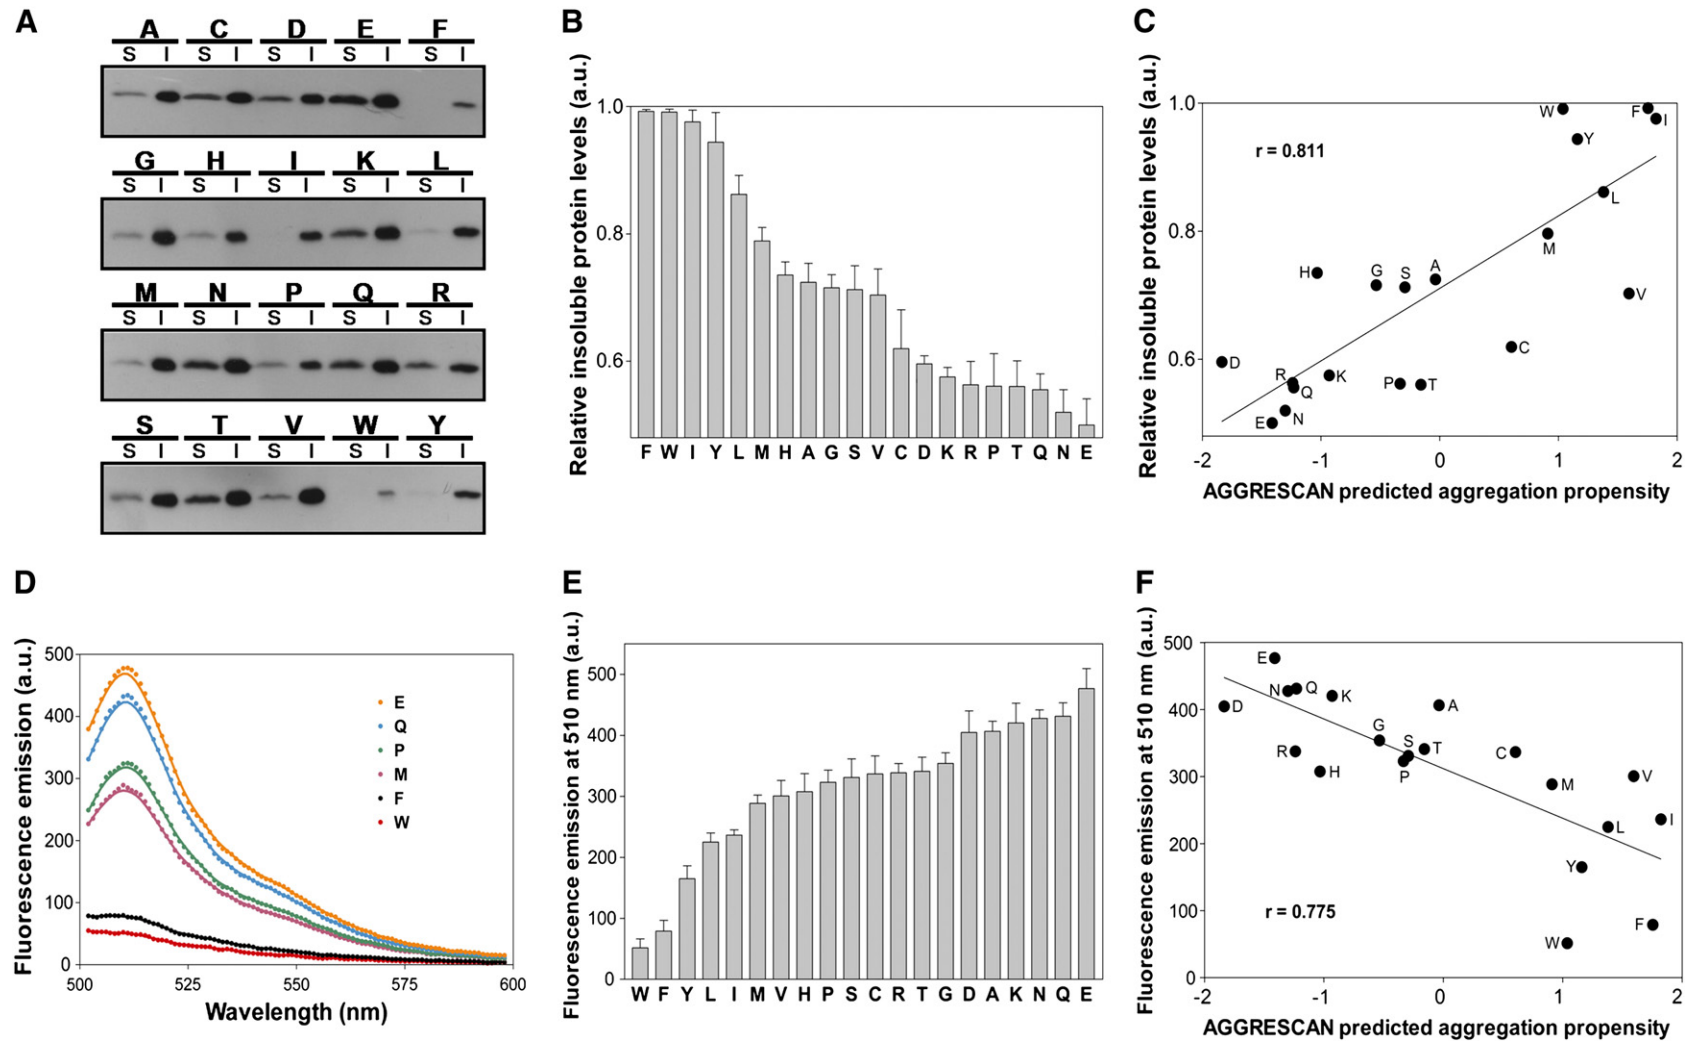 A
A C D E F
S I S I S I S I S I
G H I K L
S I S I S I S I S I
M N P Q R
S I S I S I S I S I
S T V W Y
S I S I S I S I S I
B
Relative insoluble protein levels (a.u.)
1.0
0.8
0.6
F W I Y L M H A G S V C D K R P T Q N E
C
Relative insoluble protein levels (a.u.)
1.0
0.8
0.6
r = 0.811
W
F
I
Y
L
M
H
G
S
A
V
C
D
R
K
P
T
Q
N
E
-2 -1 0 1 2
AGGRESCAN predicted aggregation propensity
D
Fluorescence emission (a.u.)
500
400
300
200
100
0
E
Q
P
M
F
W
500 525 550 575 600
Wavelength (nm)
E
Fluorescence emission at 510 nm (a.u.)
500
400
300
200
100
0
W F Y L I M V H P S C R T G D A K N Q E
F
Fluorescence emission at 510 nm (a.u.)
500
400
300
200
100
0
E
N
Q
K
D
A
G
S
T
R
P
C
H
M
V
L
I
Y
F
W
r = 0.775
-2 -1 0 1 2
AGGRESCAN predicted aggregation propensity